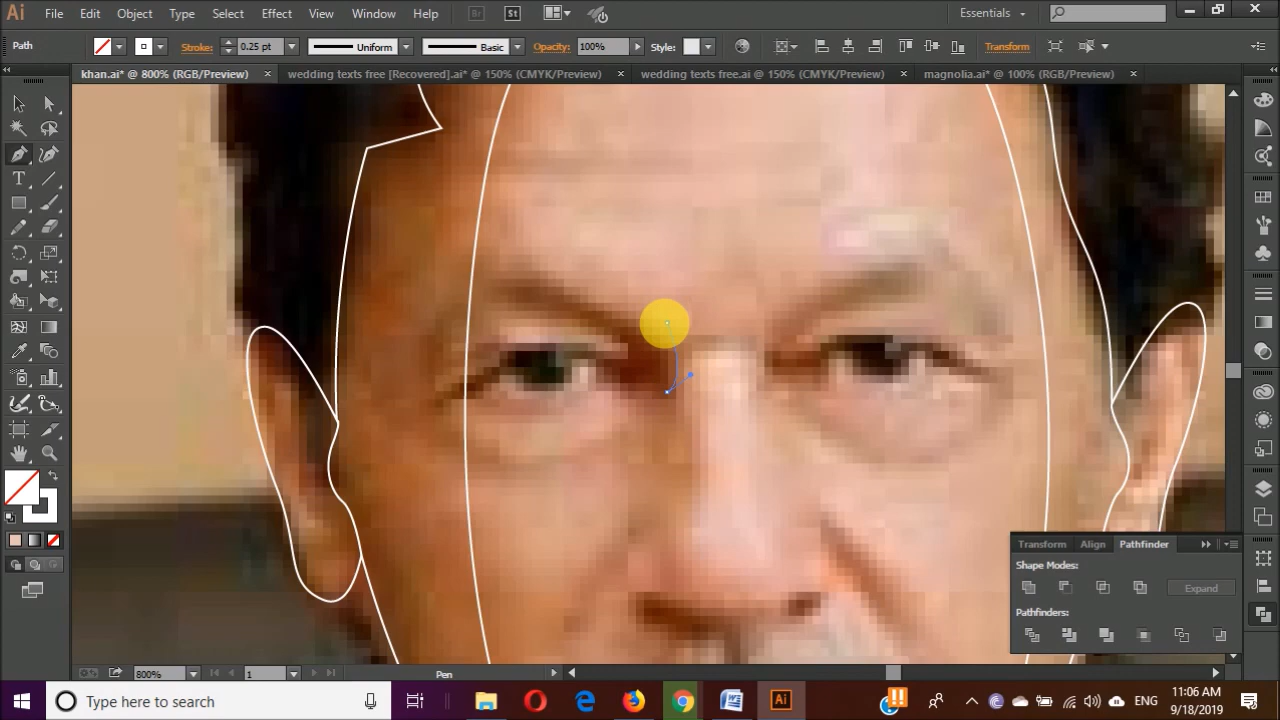 Ai File Edit Object Type Select Effect View Window Help Br St Essentials
Path Stroke: 0.25 pt Uniform Basic Opacity: 100% Style: Transform
khan.ai* @ 800% (RGB/Preview) wedding texts free [Recovered].ai* @ 150% (CMYK/Preview) wedding texts free.ai @ 150% (CMYK/Preview) magnolia.ai* @ 100% (RGB/Preview)
Transform Align Pathfinder
Shape Modes:
Expand
Pathfinders:
800% 1 Pen
Type here to search W Ai ENG 11:06 AM
9/18/2019